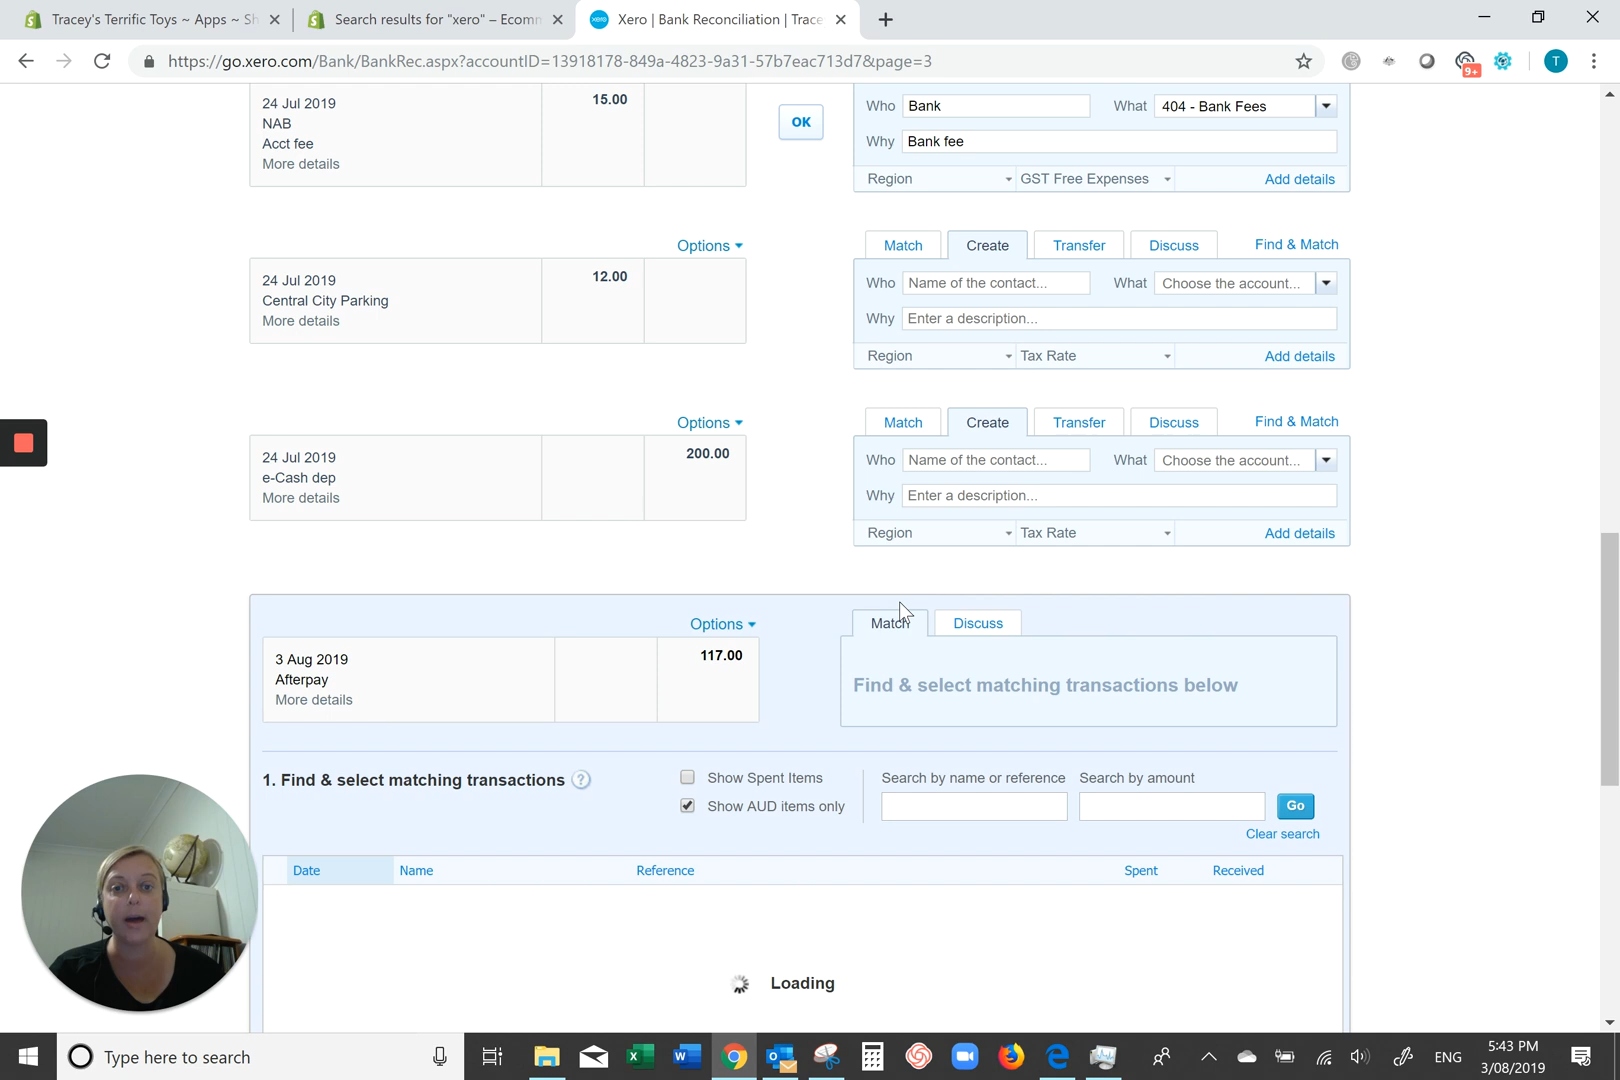 Tracey's Terrific Toys ~ Apps ~ Sh
Search results for "xero" – Ecomm
xero
Xero | Bank Reconciliation | Trace
https://go.xero.com/Bank/BankRec.aspx?accountID=13918178-849a-4823-9a31-57b7eac713d7&page=3
9+
T
24 Jul 2019
NAB
Acct fee
More details
15.00
OK
Who Bank What 404 - Bank Fees
Why Bank fee
Region GST Free Expenses Add details
Options
24 Jul 2019
Central City Parking
More details
12.00
Match Create Transfer Discuss Find & Match
Who Name of the contact... What Choose the account...
Why Enter a description...
Region Tax Rate Add details
Options
24 Jul 2019
e-Cash dep
More details
200.00
Match Create Transfer Discuss Find & Match
Who Name of the contact... What Choose the account...
Why Enter a description...
Region Tax Rate Add details
Options
3 Aug 2019
Afterpay
More details
117.00
Match Discuss
Find & select matching transactions below
1. Find & select matching transactions ?
Show Spent Items
Show AUD items only
Search by name or reference Search by amount
Go
Clear search
Date Name Reference Spent Received
Loading
Type here to search
ENG
5:43 PM
3/08/2019